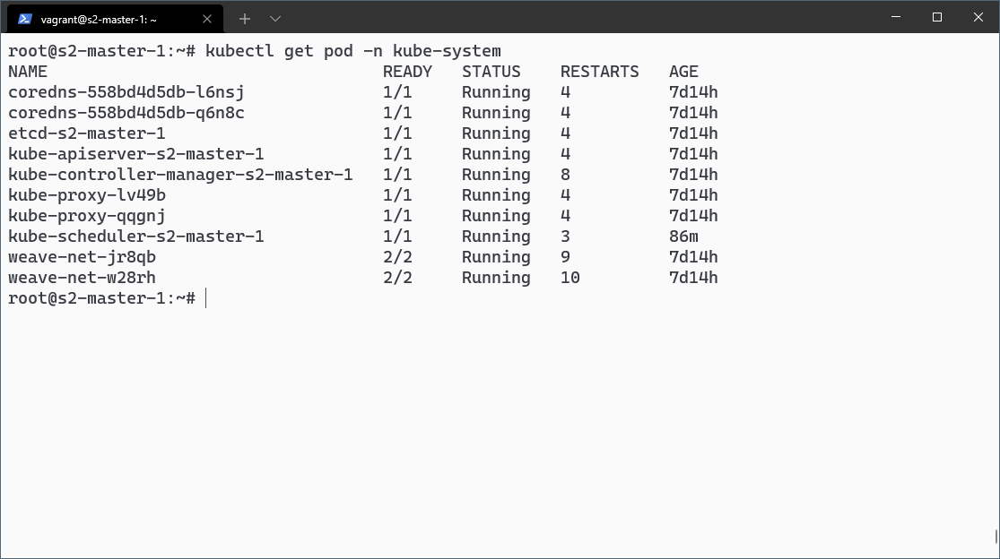 vagrant@s2-master-1: ~
root@s2-master-1:~# kubectl get pod -n kube-system
NAME                                  READY   STATUS    RESTARTS   AGE
coredns-558bd4d5db-l6nsj              1/1     Running   4          7d14h
coredns-558bd4d5db-q6n8c              1/1     Running   4          7d14h
etcd-s2-master-1                      1/1     Running   4          7d14h
kube-apiserver-s2-master-1            1/1     Running   4          7d14h
kube-controller-manager-s2-master-1   1/1     Running   8          7d14h
kube-proxy-lv49b                      1/1     Running   4          7d14h
kube-proxy-qqgnj                      1/1     Running   4          7d14h
kube-scheduler-s2-master-1            1/1     Running   3          86m
weave-net-jr8qb                       2/2     Running   9          7d14h
weave-net-w28rh                       2/2     Running   10         7d14h
root@s2-master-1:~#